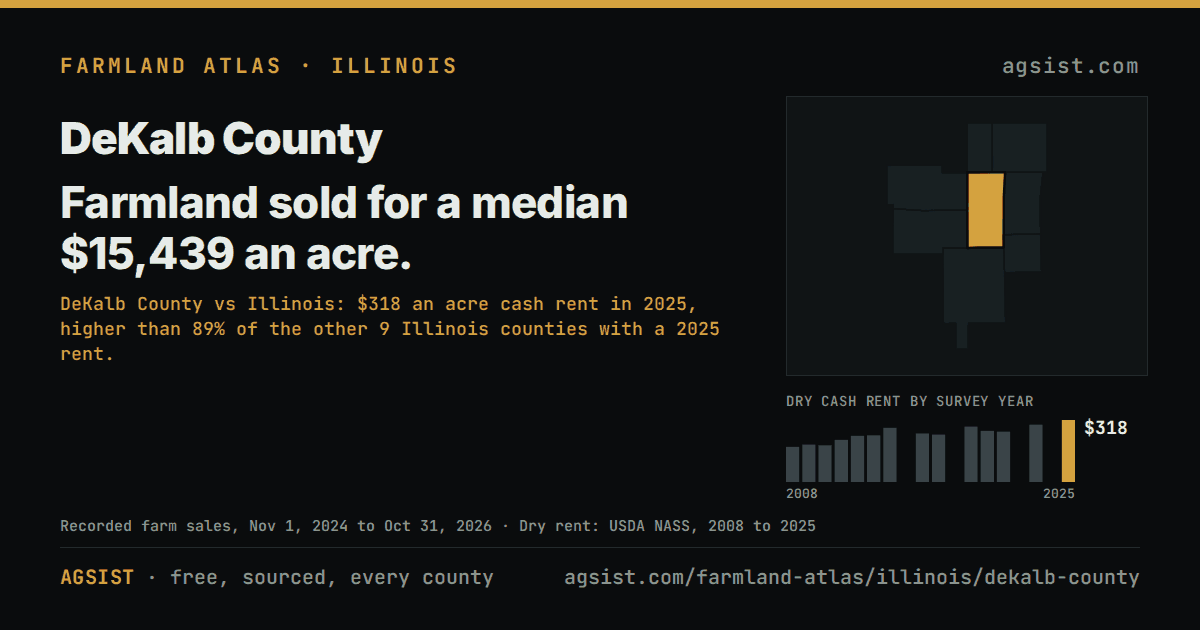 FARMLAND ATLAS · ILLINOIS
agsist.com
DeKalb County
Farmland sold for a median
$15,439 an acre.
DeKalb County vs Illinois: $318 an acre cash rent in 2025,
higher than 89% of the other 9 Illinois counties with a 2025
rent.
DRY CASH RENT BY SURVEY YEAR
$318
2008
2025
Recorded farm sales, Nov 1, 2024 to Oct 31, 2026 · Dry rent: USDA NASS, 2008 to 2025
AGSIST · free, sourced, every county
agsist.com/farmland-atlas/illinois/dekalb-county